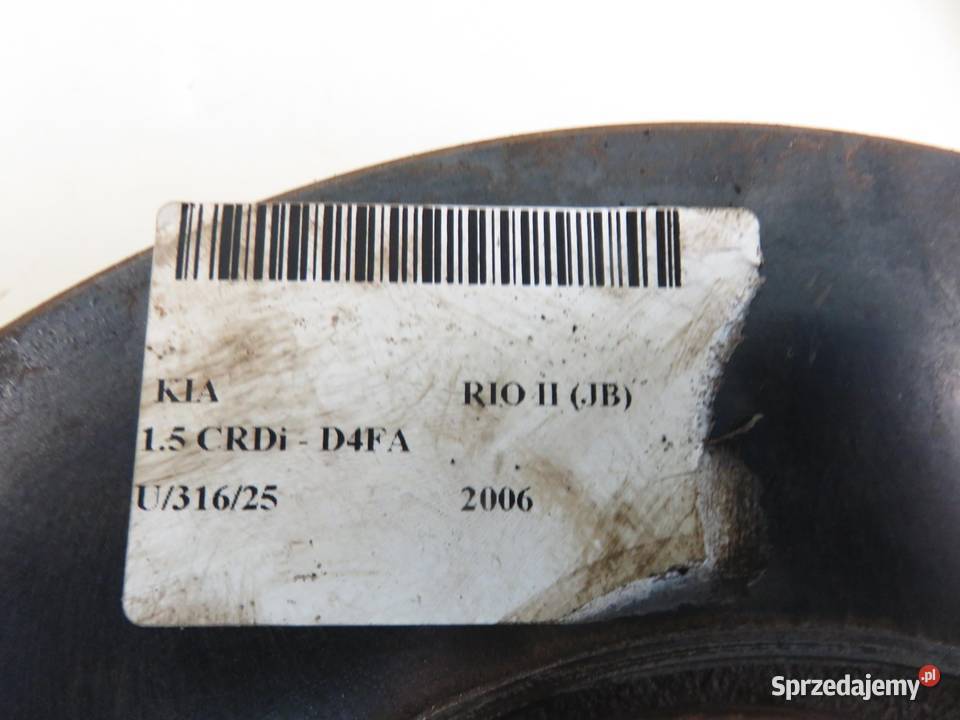 KIA RIO II (JB)
1.5 CRDi - D4FA
U/316/25 2006
Sprzedajemy.pl